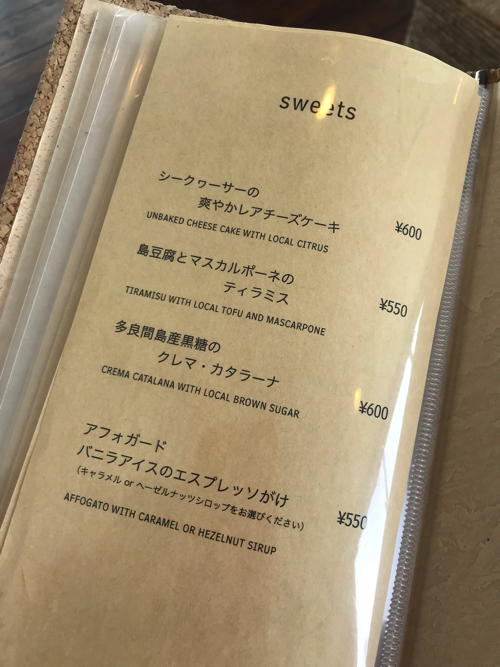 sweets
シークヮーサーの
爽やかレアチーズケーキ
¥600
UNBAKED CHEESE CAKE WITH LOCAL CITRUS
島豆腐とマスカルポーネの
ティラミス
¥550
TIRAMISU WITH LOCAL TOFU AND MASCARPONE
多良間島産黒糖の
クレマ・カタラーナ
¥600
CREMA CATALANA WITH LOCAL BROWN SUGAR
アフォガード
バニラアイスのエスプレッソがけ
(キャラメル or ヘーゼルナッツシロップをお選びください)
¥550
AFFOGATO WITH CARAMEL OR HEZELNUT SIRUP